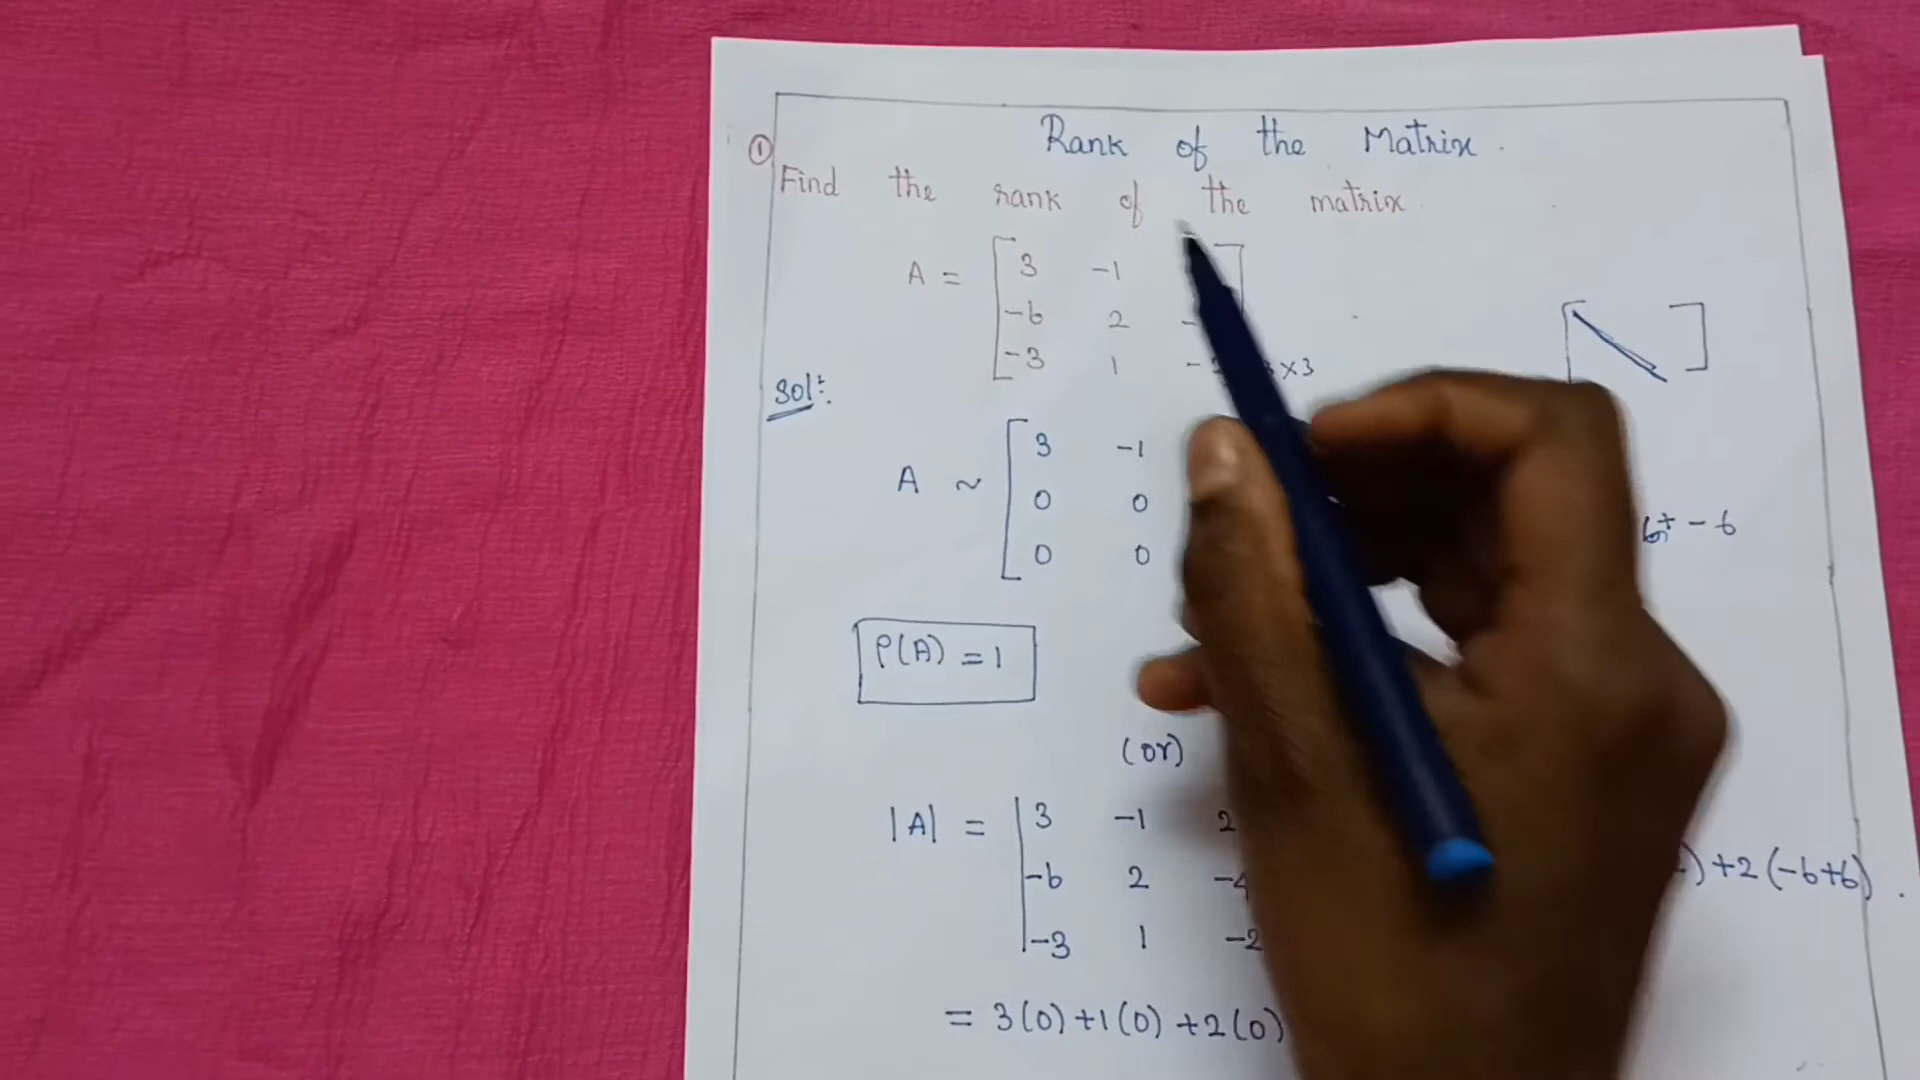 Rank of the Matrix.
①
Find the rank of the matrix
A = [ 3 -1
-6 2 -
-3 1 - ×3
Sol:
A ~ [ 3 -1
0 0
0 0
6+ - 6
ρ(A) = 1
(or)
|A| = | 3 -1 2
-6 2 -4
-3 1 -2
) +2 (-6+6) .
= 3(0) +1(0) +2(0)